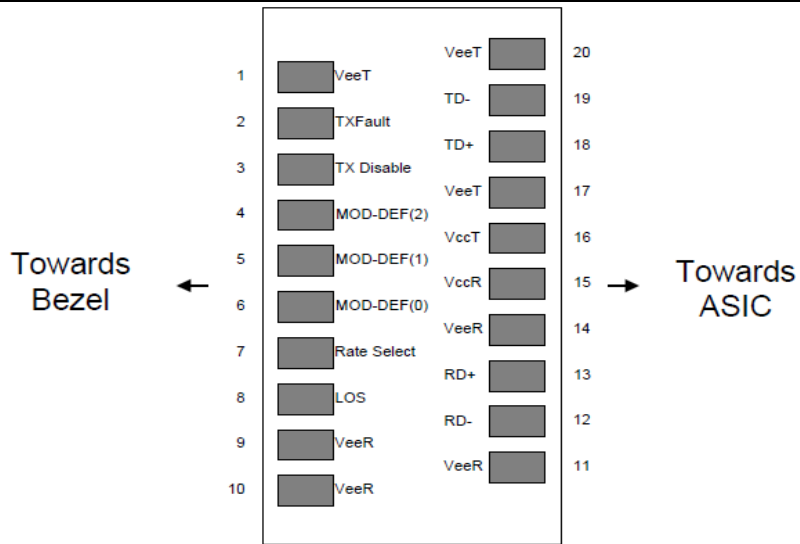 VeeT 20
1 VeeT
TD- 19
2 TXFault
TD+ 18
3 TX Disable
VeeT 17
4 MOD-DEF(2)
VccT 16
5 MOD-DEF(1)
VccR 15
6 MOD-DEF(0)
VeeR 14
7 Rate Select
RD+ 13
8 LOS
RD- 12
9 VeeR
VeeR 11
10 VeeR
Towards
Bezel
Towards
ASIC